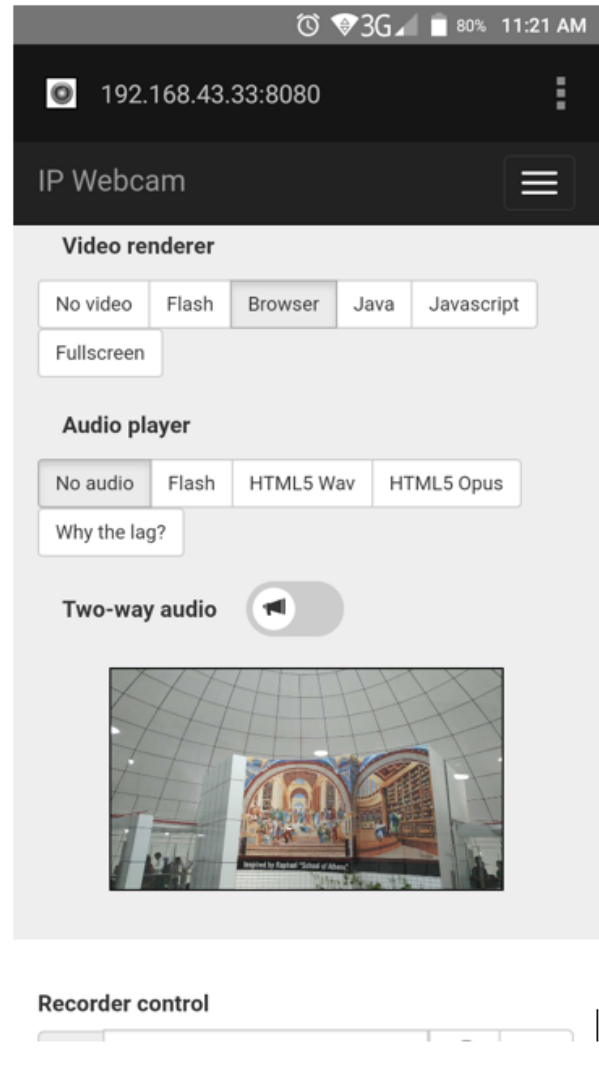 3G 80% 11:21 AM
192.168.43.33:8080
IP Webcam
Video renderer
No video Flash Browser Java Javascript
Fullscreen
Audio player
No audio Flash HTML5 Wav HTML5 Opus
Why the lag?
Two-way audio
Inspired by Raphael "School of Athens"
Recorder control